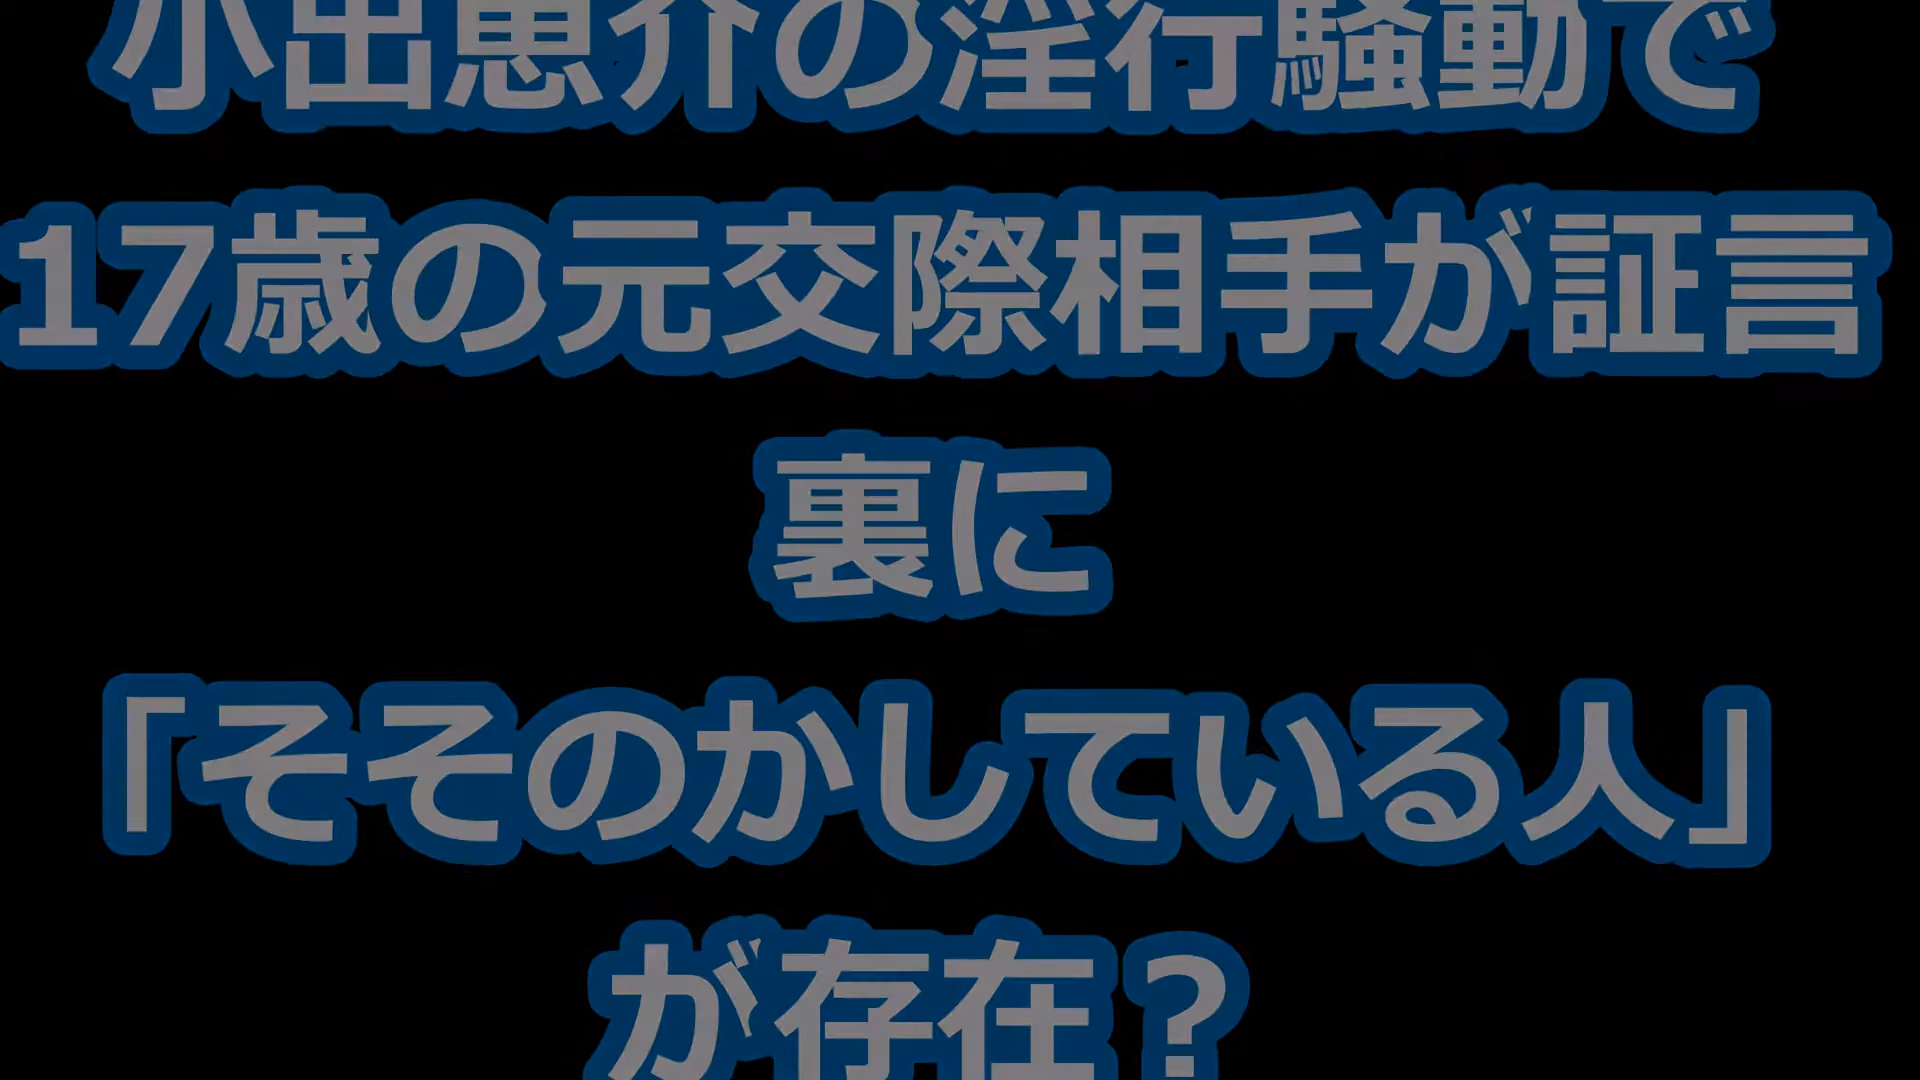 小出恵介の淫行騒動で
17歳の元交際相手が証言
裏に
「そそのかしている人」
が存在？